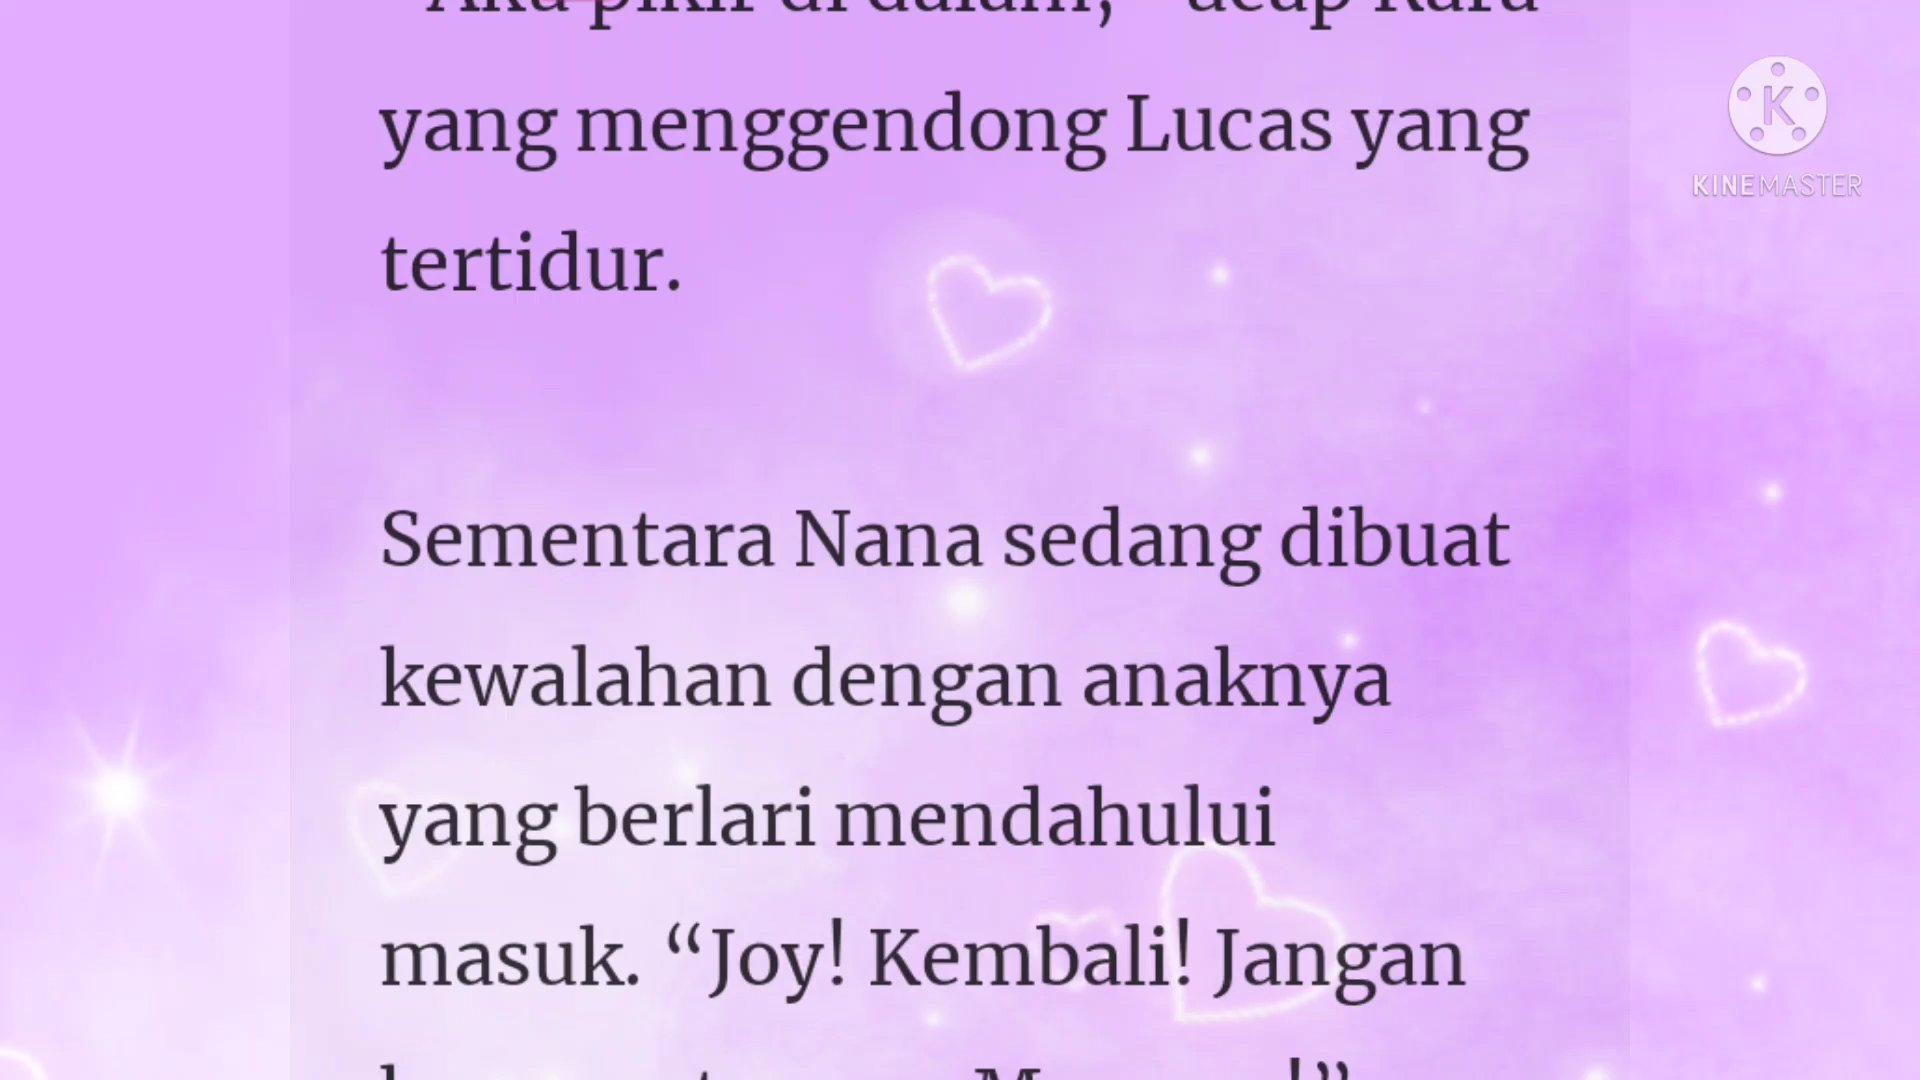 yang menggendong Lucas yang
tertidur.
Sementara Nana sedang dibuat
kewalahan dengan anaknya
yang berlari mendahului
masuk. “Joy! Kembali! Jangan
KINEMASTER